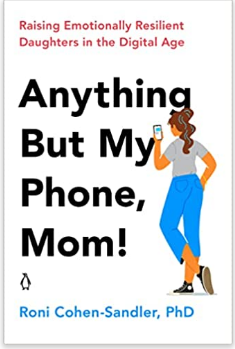 Raising Emotionally Resilient
Daughters in the Digital Age
Anything
But My
Phone,
Mom!
Roni Cohen-Sandler, PhD